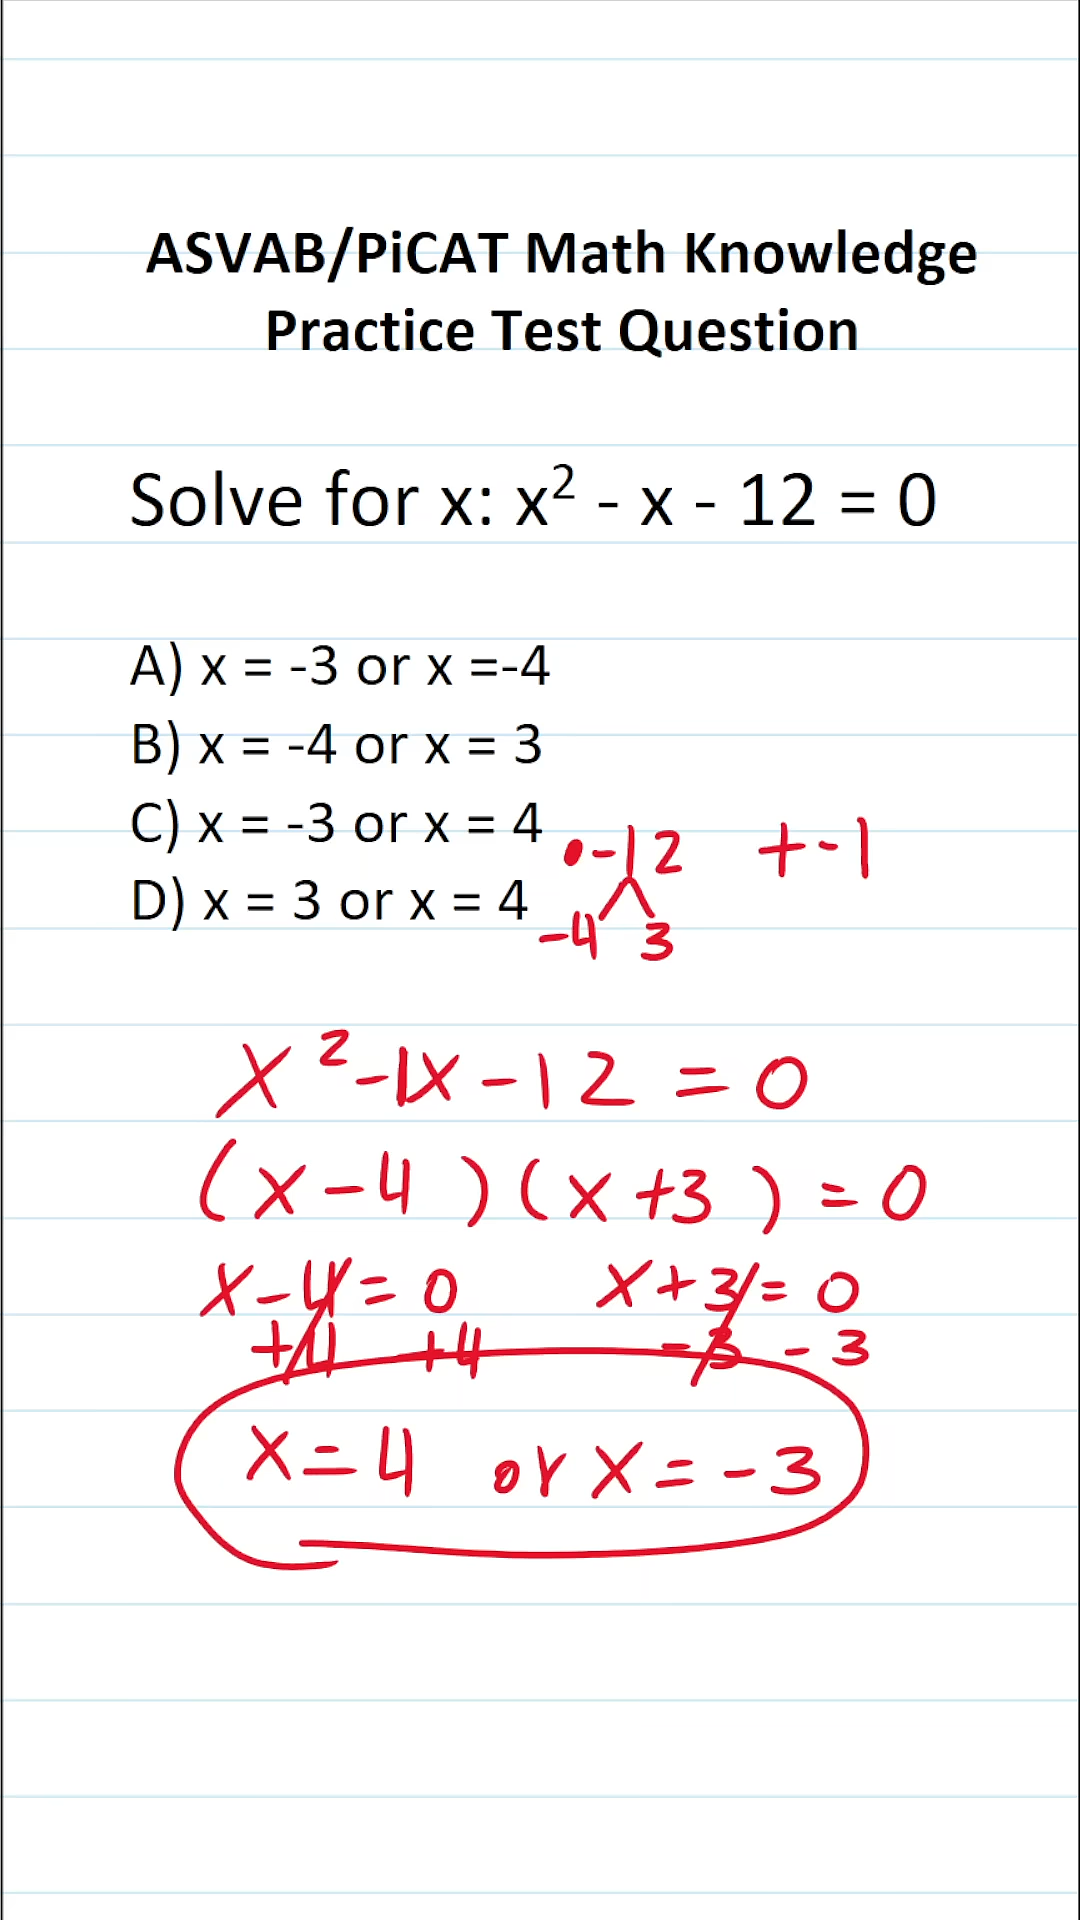 ASVAB/PiCAT Math Knowledge
Practice Test Question
Solve for x: x² - x - 12 = 0
A) x = -3 or x =-4
B) x = -4 or x = 3
C) x = -3 or x = 4
D) x = 3 or x = 4
•-12 +-1
-4 3
x²-1x-12=0
(x-4)(x+3)=0
x-4=0 x+3=0
+4 +4 -3 -3
x=4 or x=-3